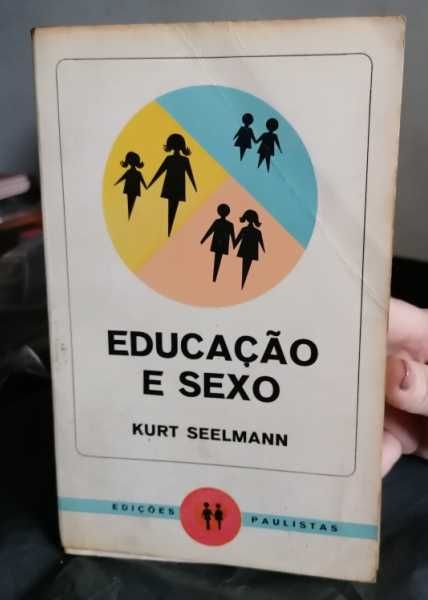 EDUCAÇÃO
E SEXO
KURT SEELMANN
EDIÇÕES PAULISTAS